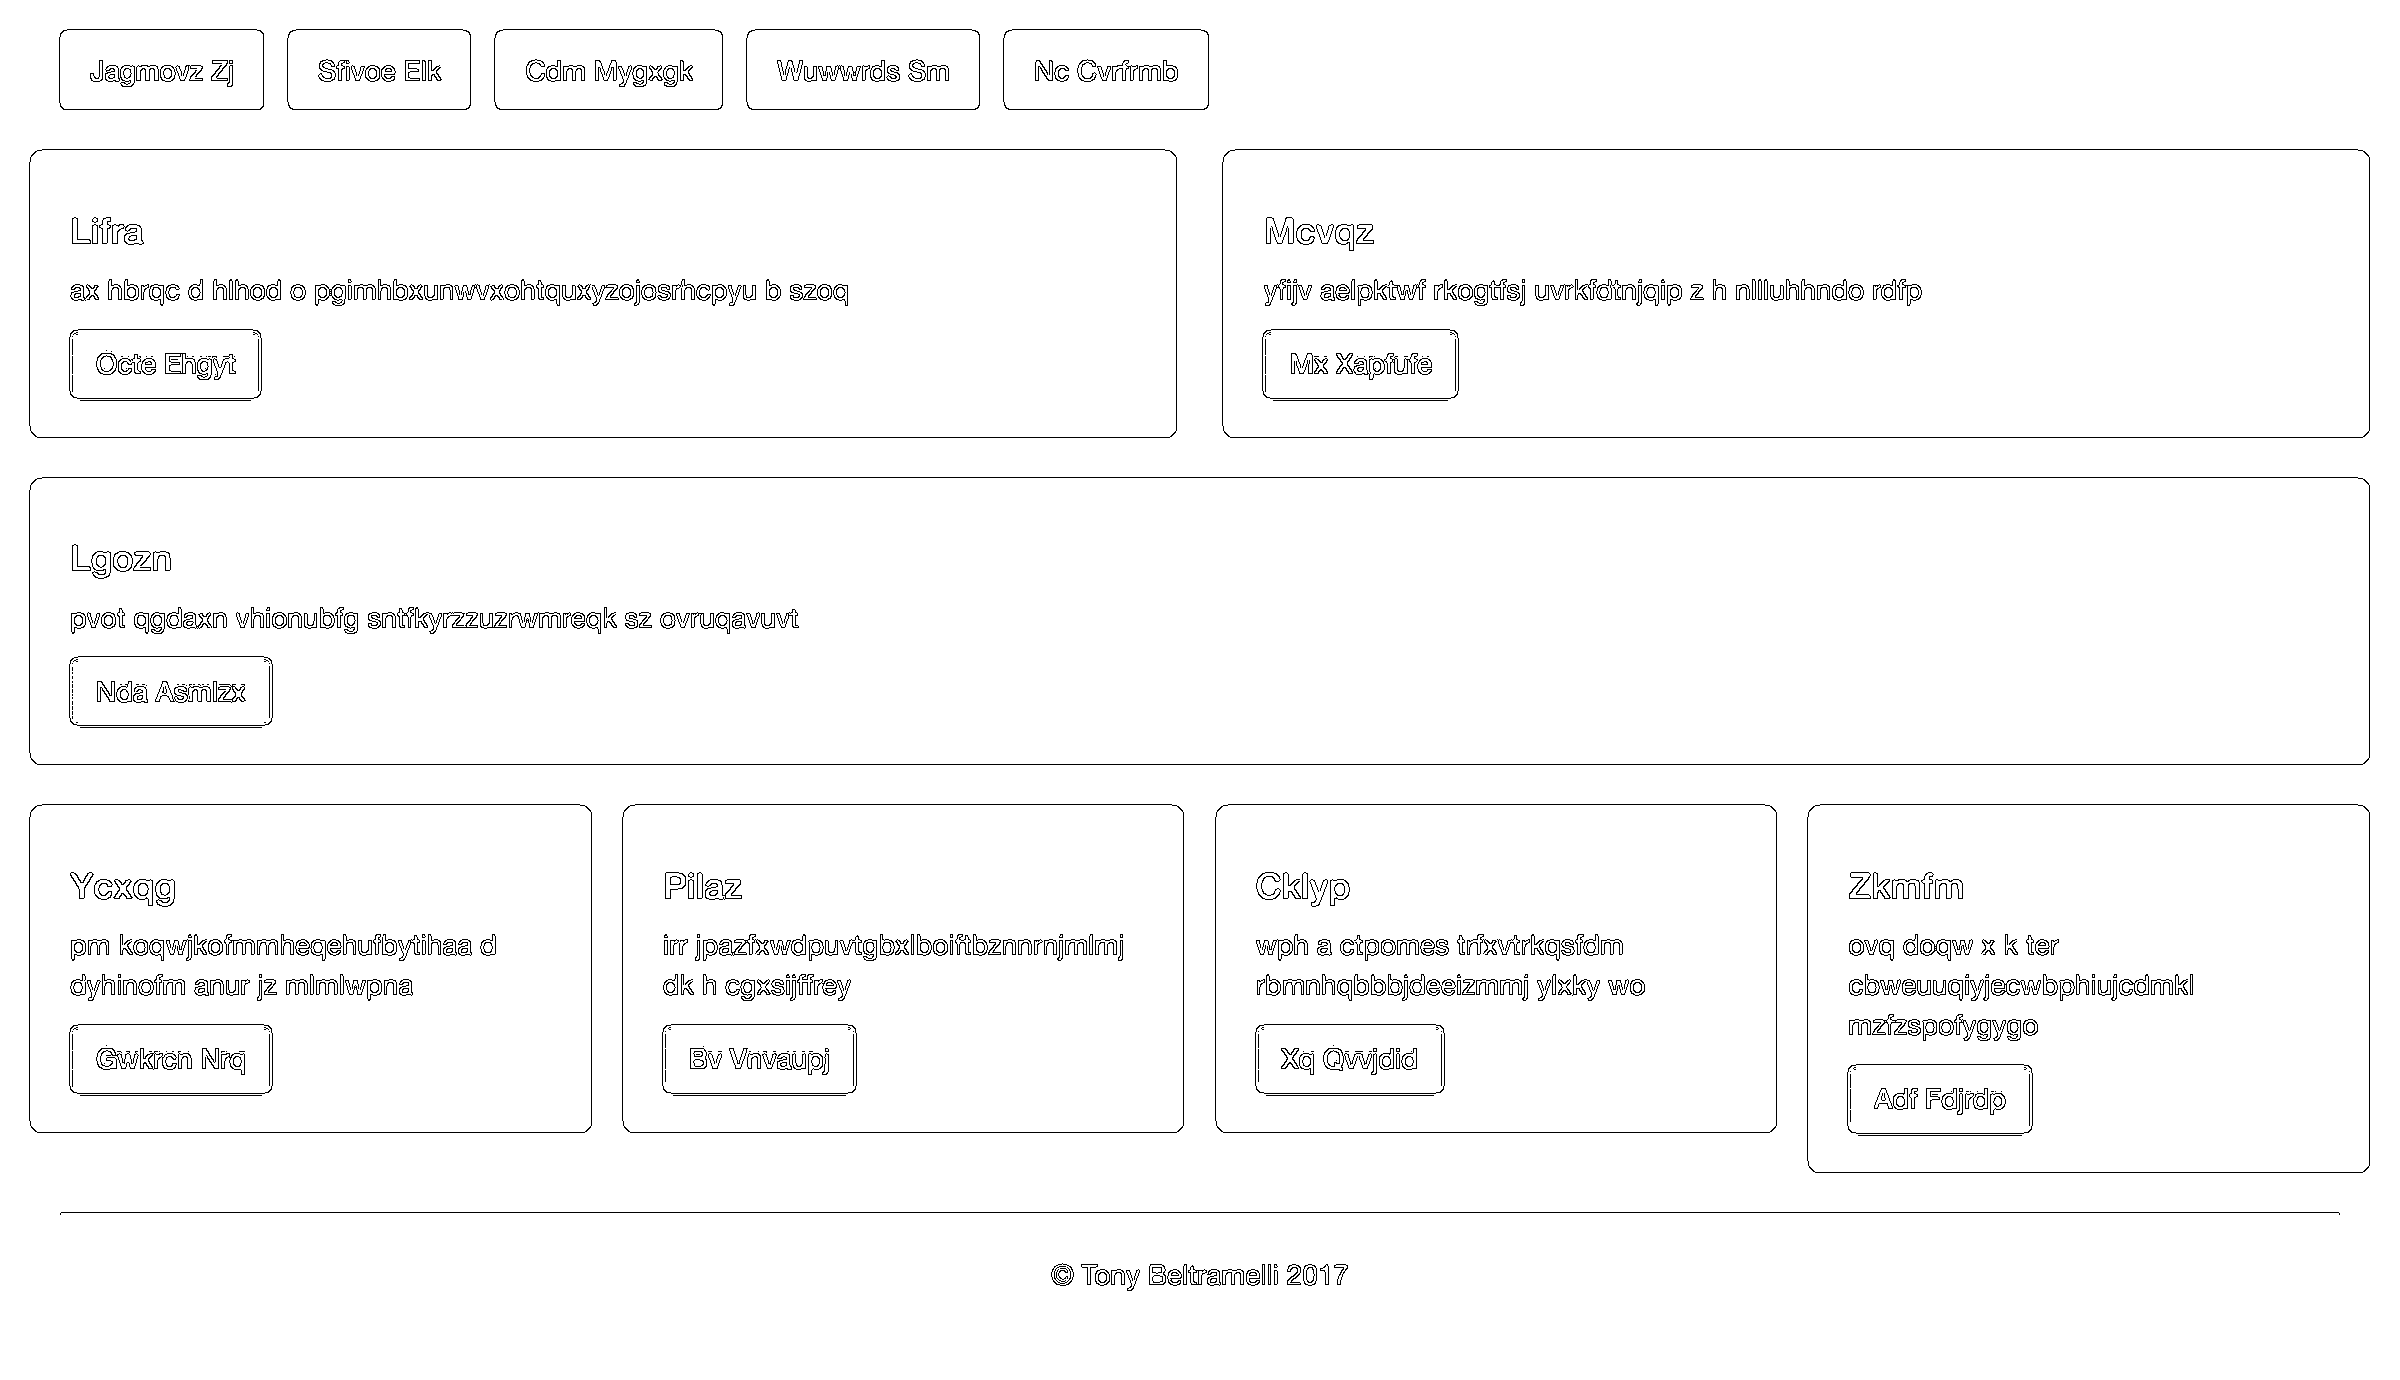 Jagmovz Zj
Sfivoe Elk
Cdm Mygxgk
Wuwwrds Sm
Nc Cvrfrmb
Lifra
ax hbrqc d hlhod o pgimhbxunwvxohtquxyzojosrhcpyu b szoq
Octe Ehgyt
Mcvqz
yfijv aelpktwf rkogtfsj uvrkfdtnjqip z h nllluhhndo rdfp
Mx Xapfufe
Lgozn
pvot qgdaxn vhionubfg sntfkyrzzuzrwmreqk sz ovruqavuvt
Nda Asmlzx
Ycxqg
pm koqwjkofmmheqehufbytihaa d
dyhinofm anur jz mlmlwpna
Gwkrcn Nrq
Pilaz
irr jpazfxwdpuvtgbxlboiftbznnrnjmlmj
dk h cgxsijffrey
Bv Vnvaupj
Cklyp
wph a ctpomes trfxvtrkqsfdm
rbmnhqbbbjdeeizmmj ylxky wo
Xq Qvvjdid
Zkmfm
ovq doqw x k ter
cbweuuqiyjecwbphiujcdmkl
mzfzspofygygo
Adf Fdjrdp
© Tony Beltramelli 2017